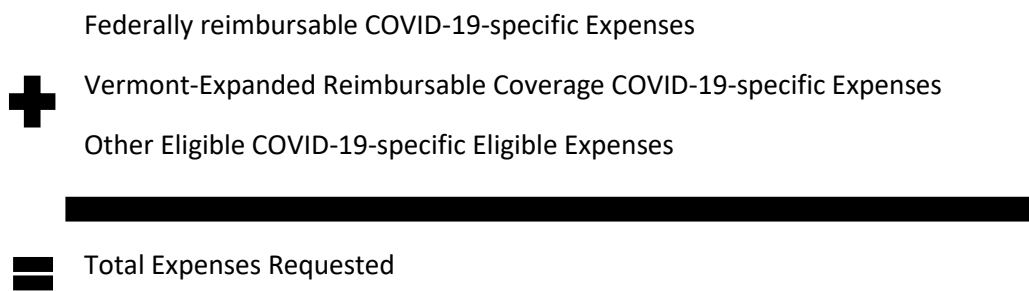 Federally reimbursable COVID-19-specific Expenses
Vermont-Expanded Reimbursable Coverage COVID-19-specific Expenses
Other Eligible COVID-19-specific Eligible Expenses
Total Expenses Requested